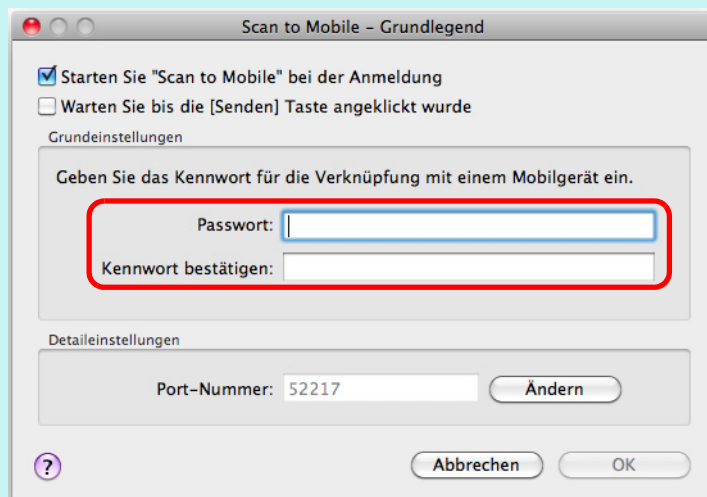 Scan to Mobile – Grundlegend
Starten Sie "Scan to Mobile" bei der Anmeldung
Warten Sie bis die [Senden] Taste angeklickt wurde
Grundeinstellungen
Geben Sie das Kennwort für die Verknüpfung mit einem Mobilgerät ein.
Passwort:
Kennwort bestätigen:
Detaileinstellungen
Port-Nummer: 52217 Ändern
? Abbrechen OK